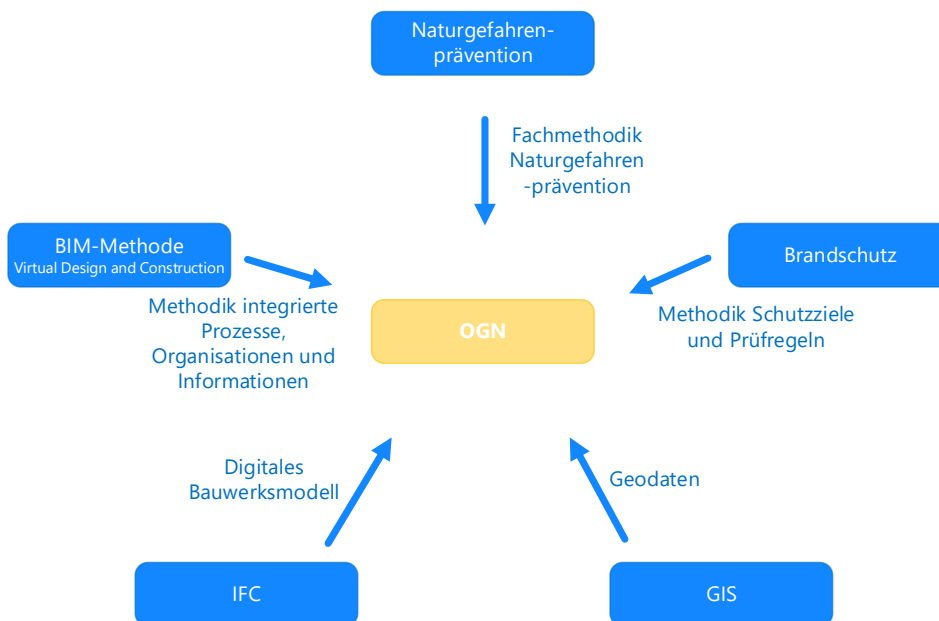 Naturgefahren-
prävention
Fachmethodik
Naturgefahren
-prävention
BIM-Methode
Virtual Design and Construction
Brandschutz
Methodik integrierte
Prozesse,
Organisationen und
Informationen
OGN
Methodik Schutzziele
und Prüfregeln
Digitales
Bauwerksmodell
Geodaten
IFC
GIS